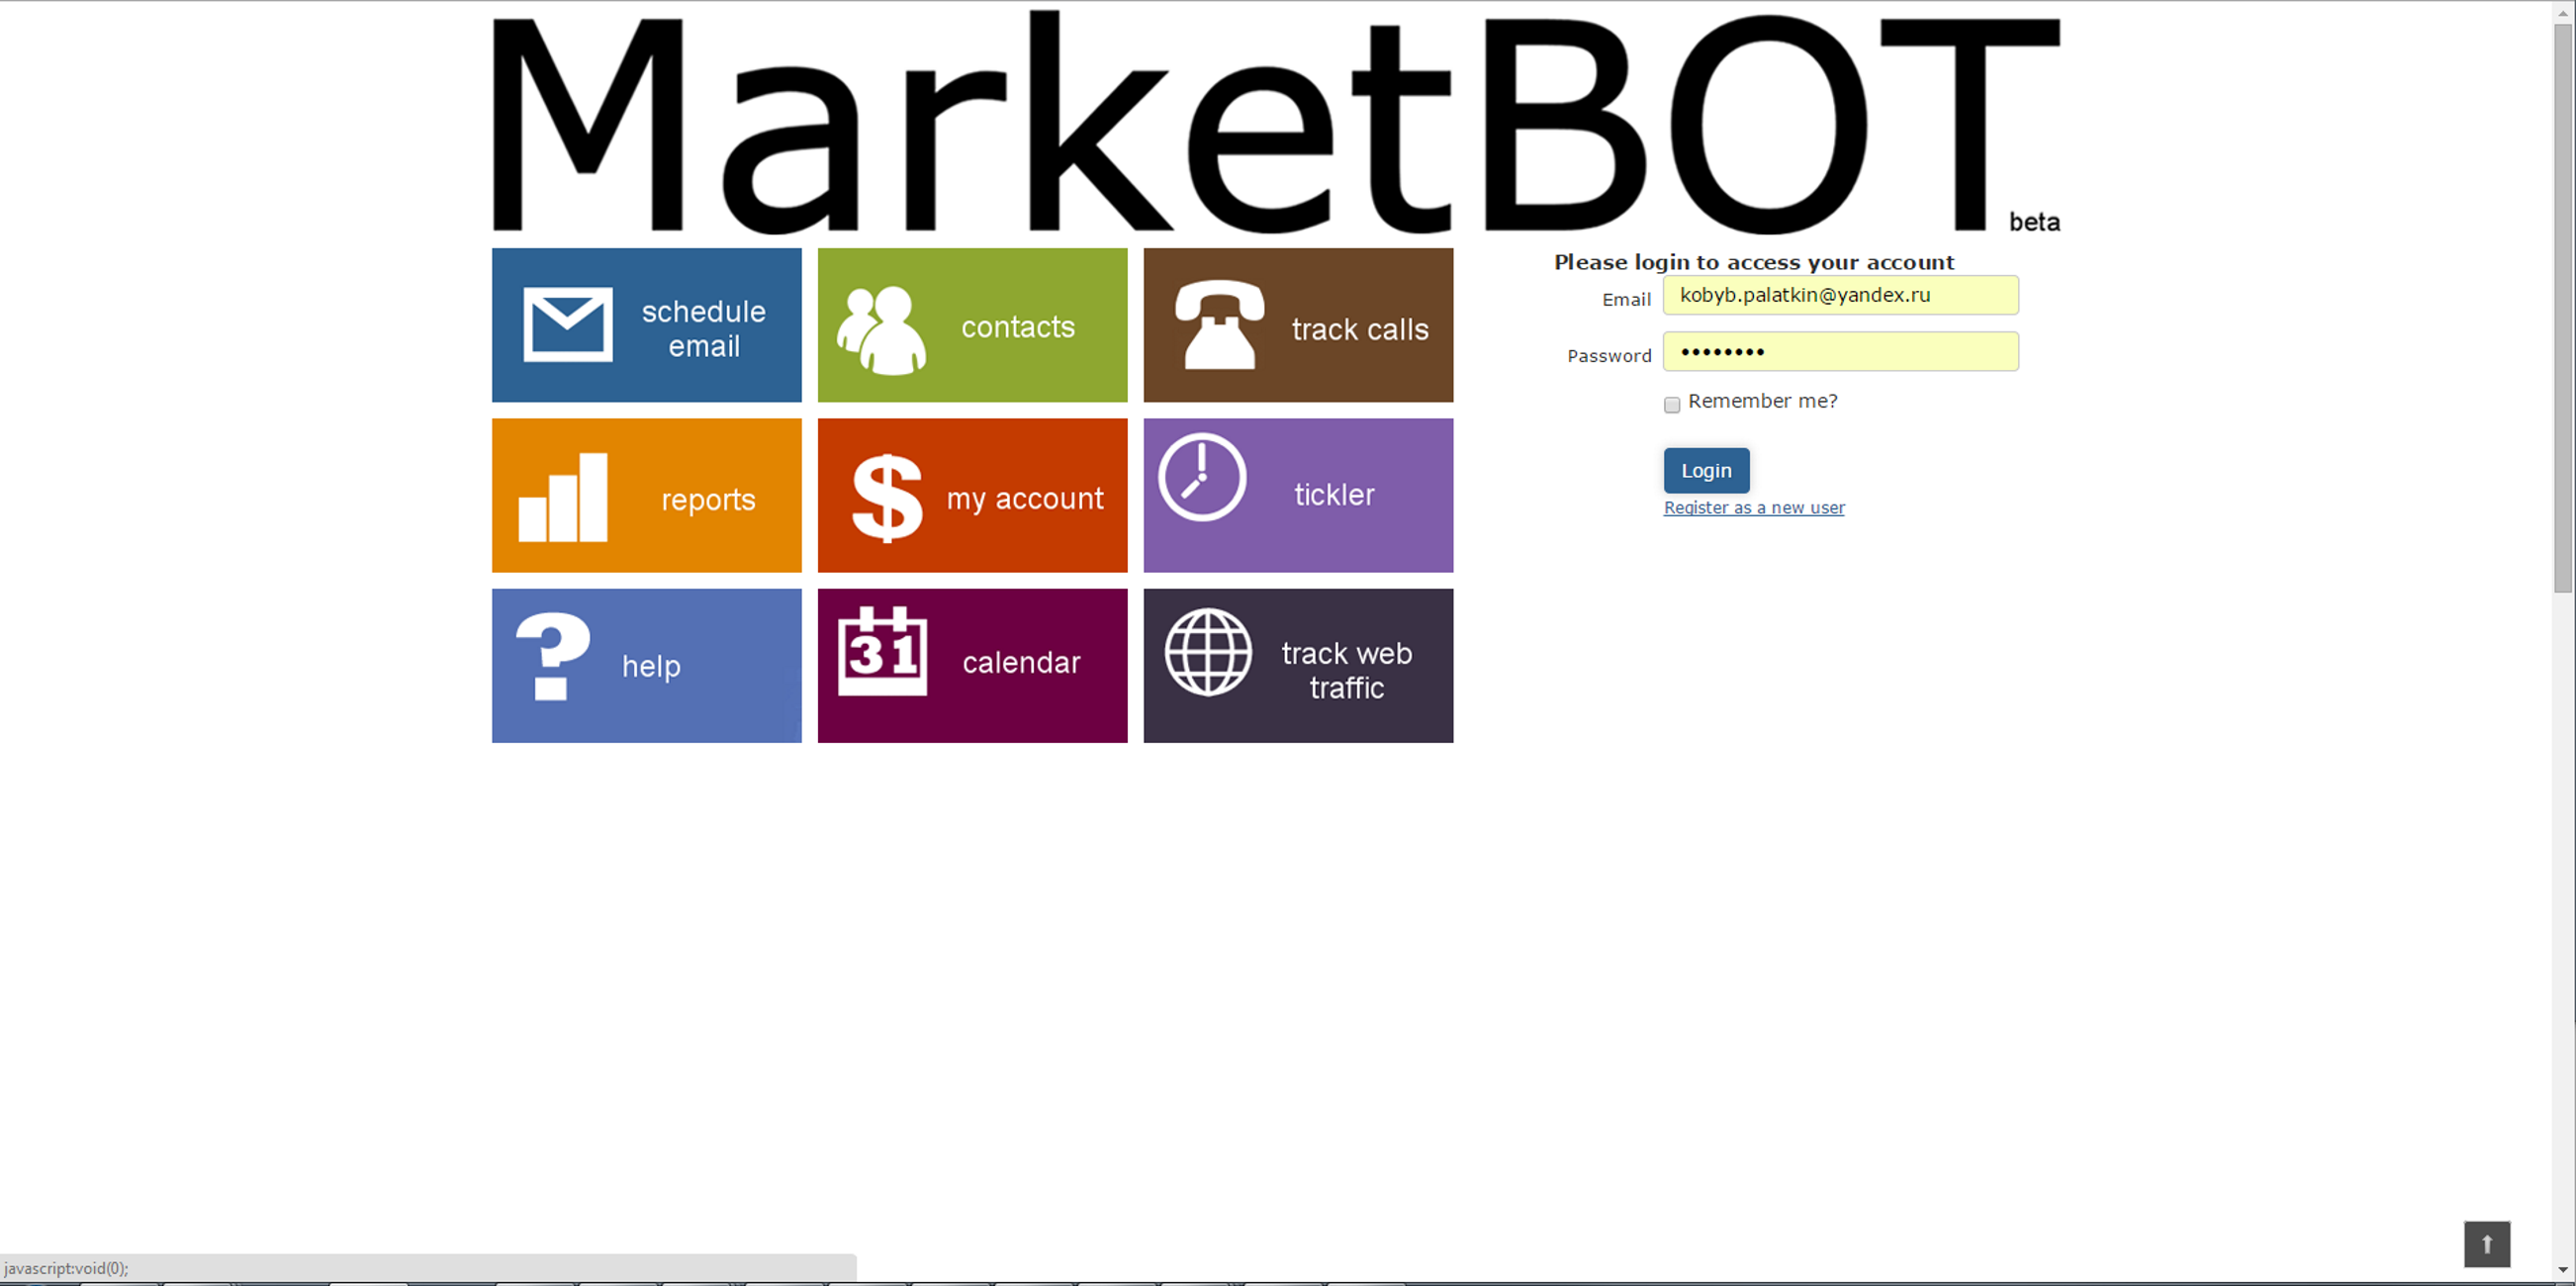 MarketBOT
beta
schedule
email
contacts
track calls
reports
my account
tickler
help
31
calendar
track web
traffic
Please login to access your account
Email
kobyb.palatkin@yandex.ru
Password
••••••••
Remember me?
Login
Register as a new user
javascript:void(0);